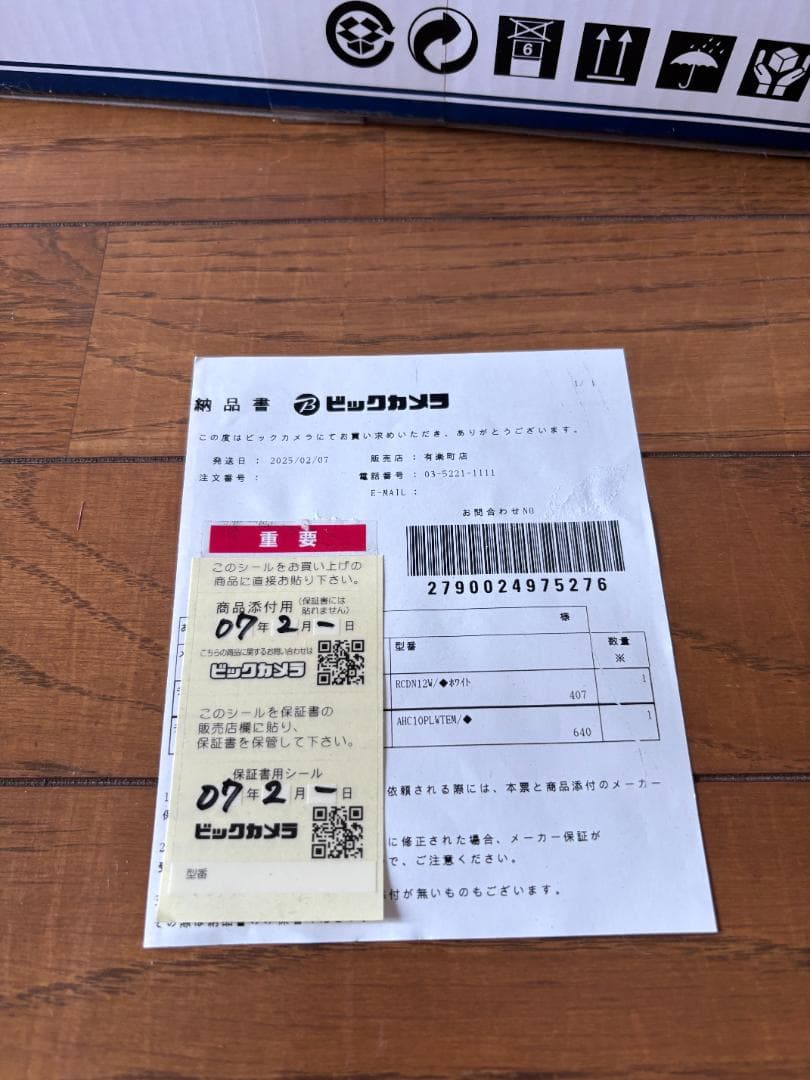 6
納品書 ビックカメラ
1/ 1
この度はビックカメラにてお買い求めいただき、ありがとうございます。
発送日 : 2025/02/07
販売店 : 有楽町店
注文番号 :
電話番号 : 03-5221-1111
E-MAIL :
お問合わせNO
2790024975276
様
型番
数量
※
RCDN12W/◆ホワイト
407
1
AHC10PLWTEM/◆
640
1
依頼される際には、本票と商品添付のメーカー
に修正された場合、メーカー保証が
で、ご注意ください。
付が無いものもございます。
重要
このシールをお買い上げの
商品に直接お貼り下さい。
商品添付用(保証書には貼れません)
07年2月一日
こちらの商品に関するお問い合わせは
ビックカメラ
このシールを保証書の
販売店欄に貼り、
保証書を保管して下さい。
保証書用シール
07年2月一日
ビックカメラ
型番